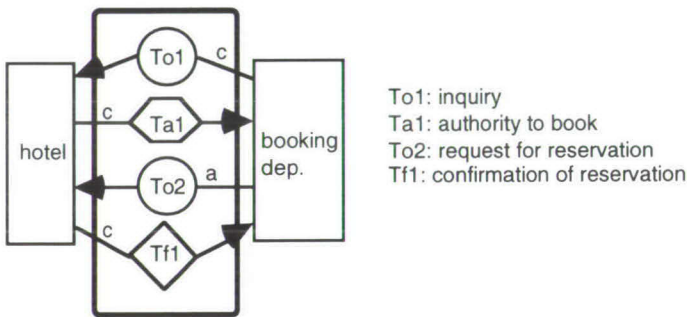 To1
c
c
Ta1
hotel
booking
dep.
To2
a
c
Tf1
To1: inquiry
Ta1: authority to book
To2: request for reservation
Tf1: confirmation of reservation